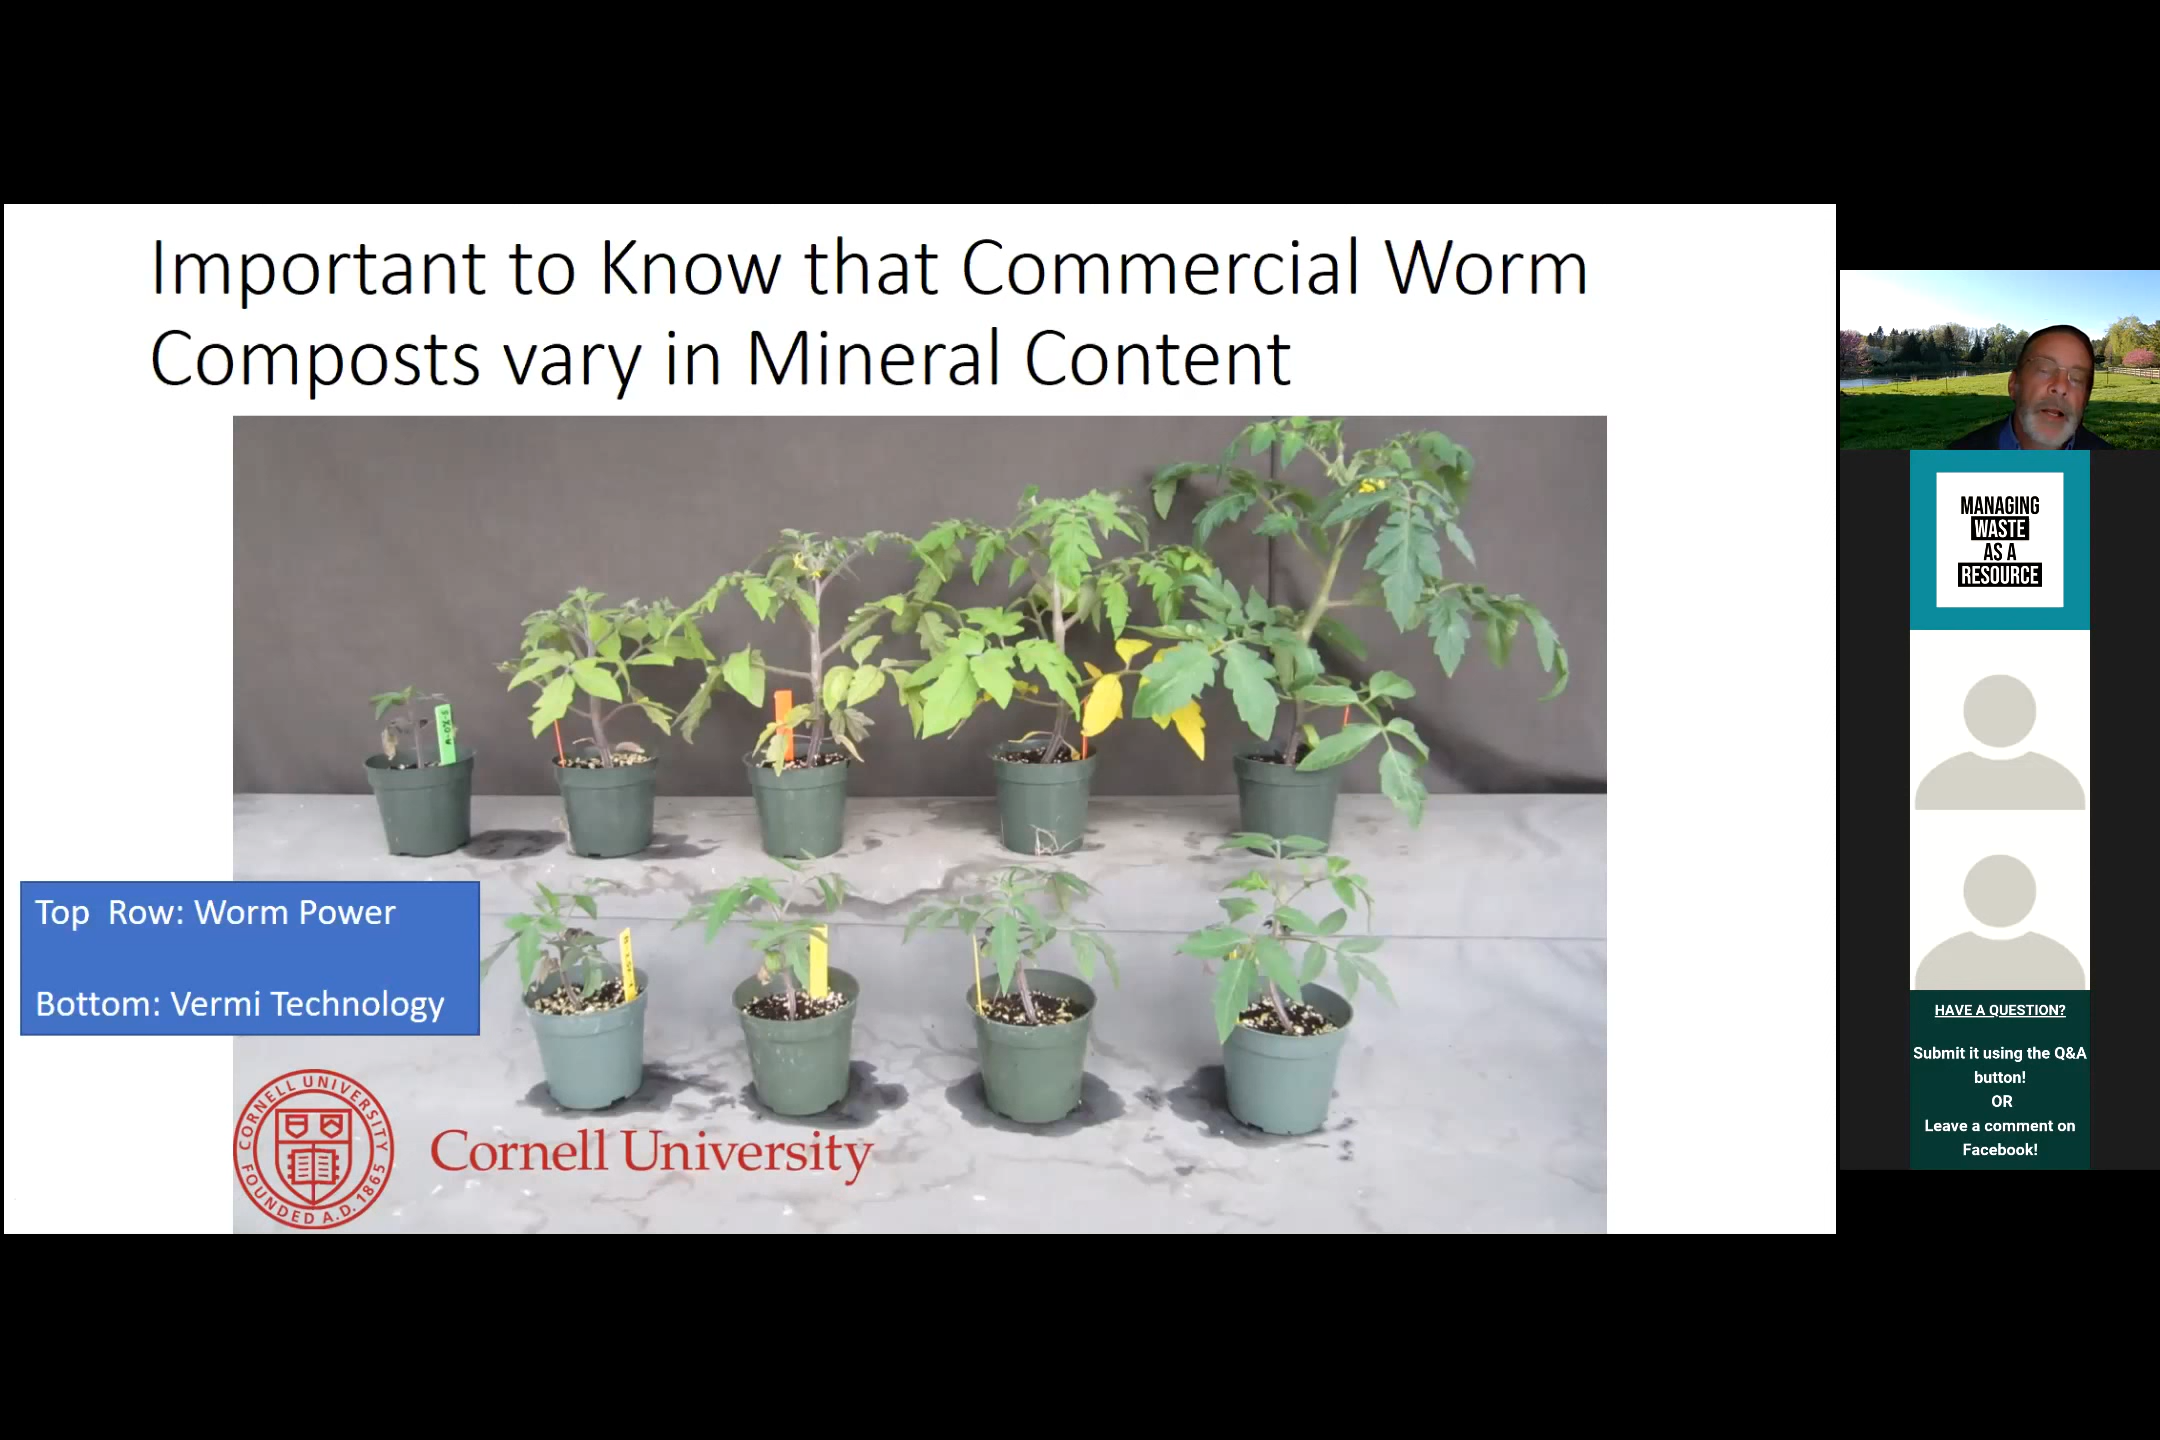 Important to Know that Commercial Worm
Composts vary in Mineral Content
Top Row: Worm Power
Bottom: Vermi Technology
CORNELL UNIVERSITY
FOUNDED A.D. 1865
Cornell University
MANAGING
WASTE
AS A
RESOURCE
HAVE A QUESTION?
Submit it using the Q&A
button!
OR
Leave a comment on
Facebook!